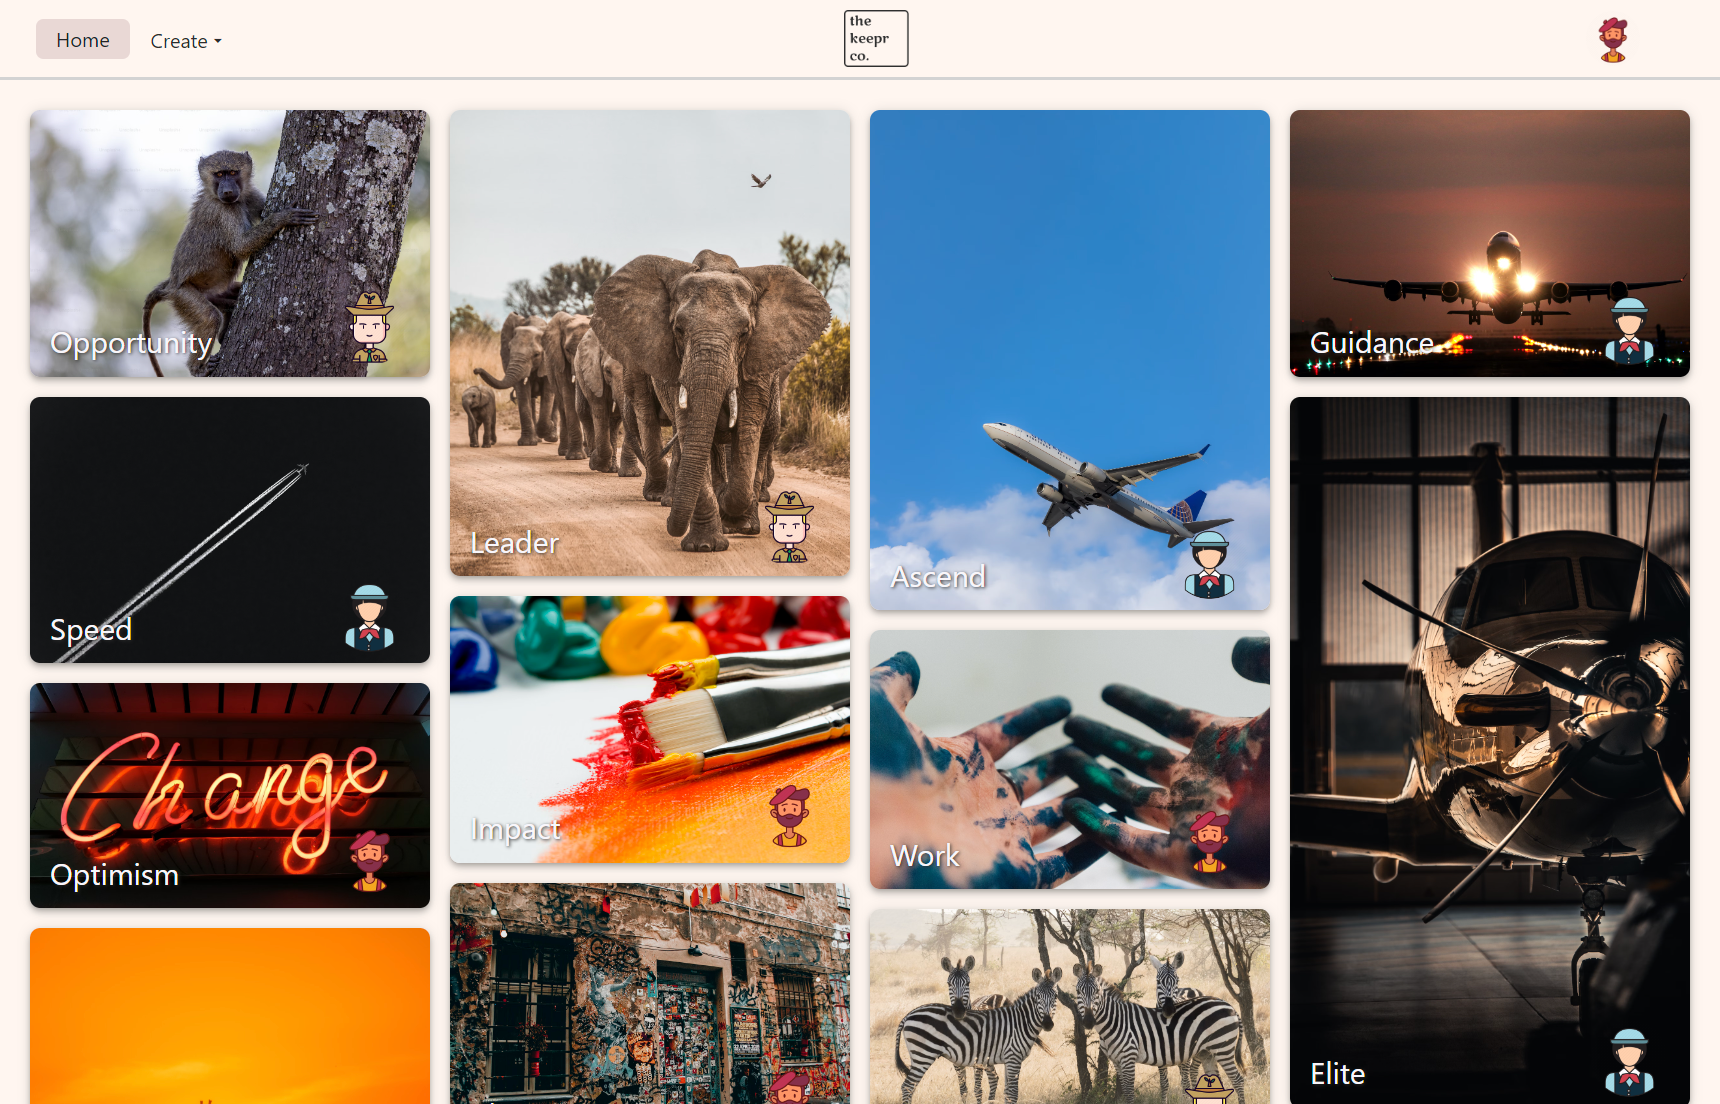 Home
Create
the
keepr
co.
Opportunity
Leader
Ascend
Guidance
Speed
Change
Optimism
Impact
Work
Elite